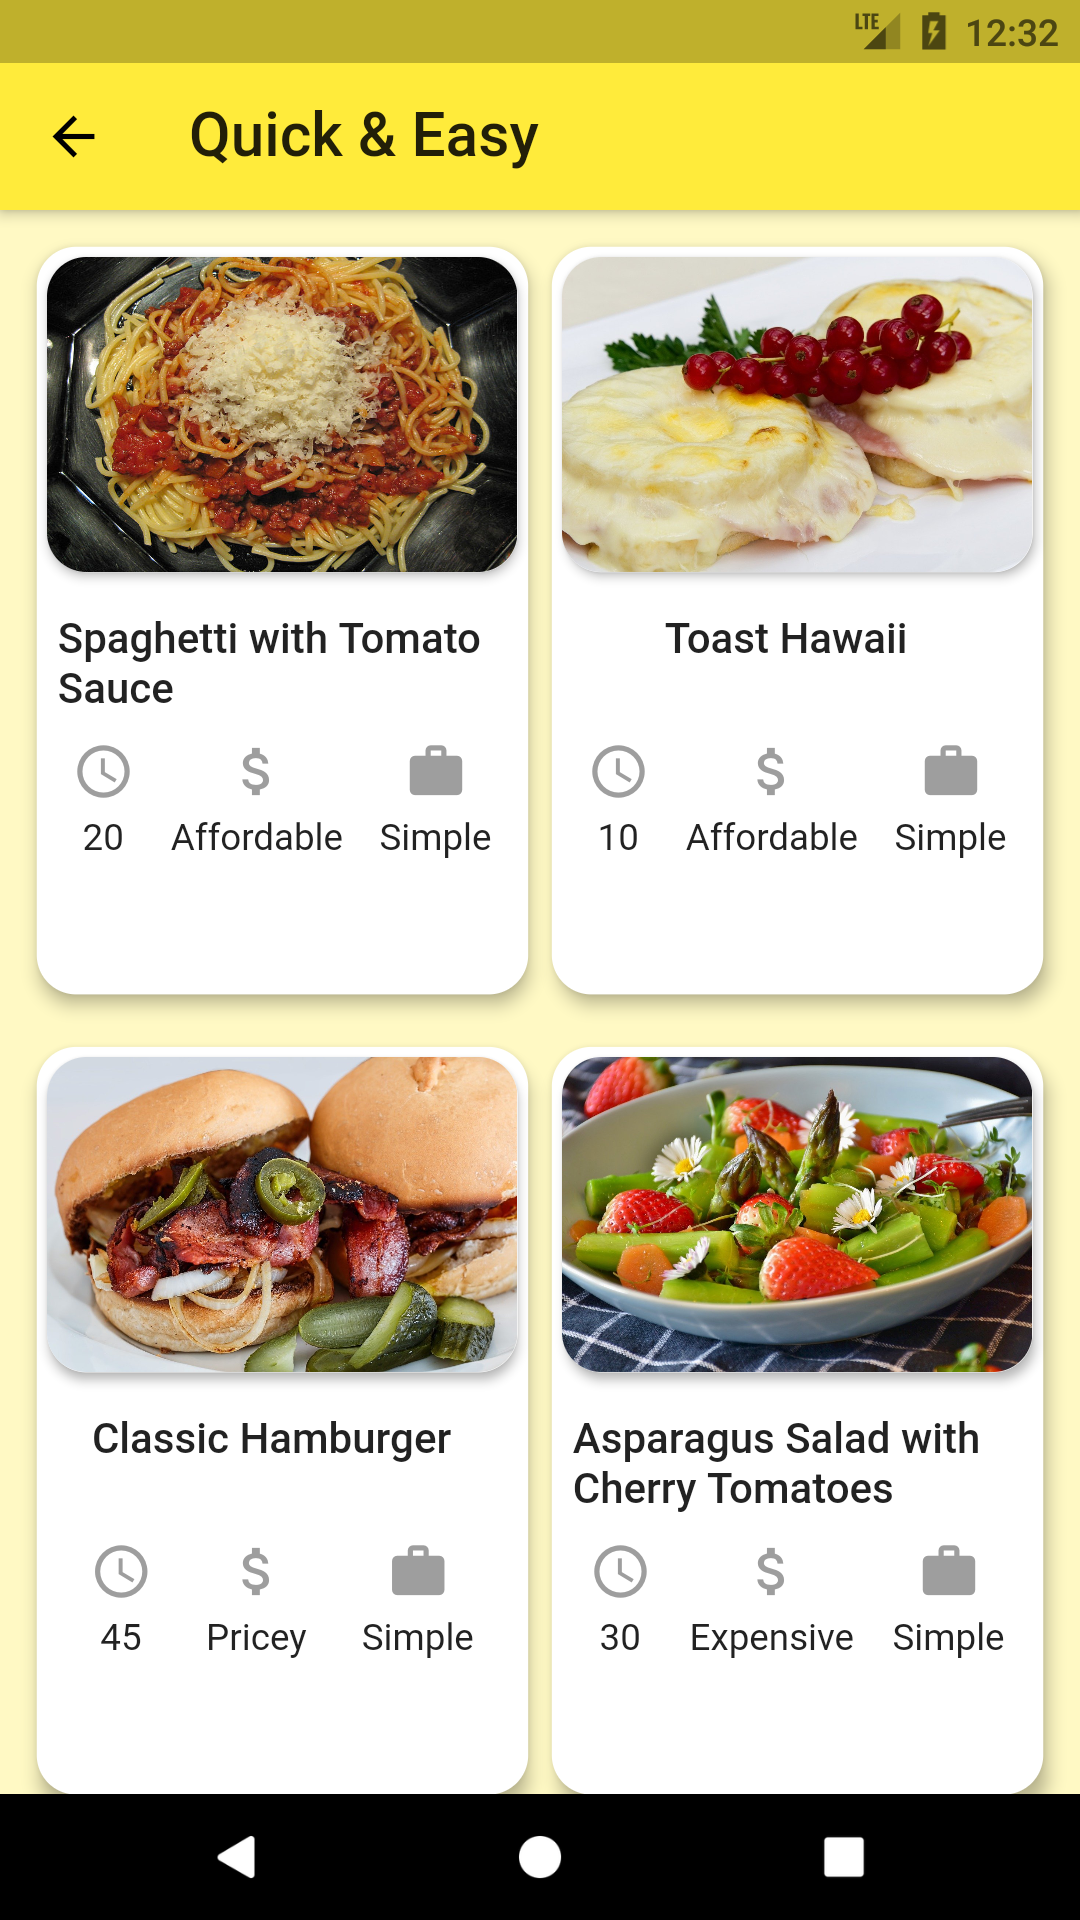 LTE 12:32
Quick & Easy
Spaghetti with Tomato
Sauce
20 Affordable Simple
Toast Hawaii
10 Affordable Simple
Classic Hamburger
45 Pricey Simple
Asparagus Salad with
Cherry Tomatoes
30 Expensive Simple